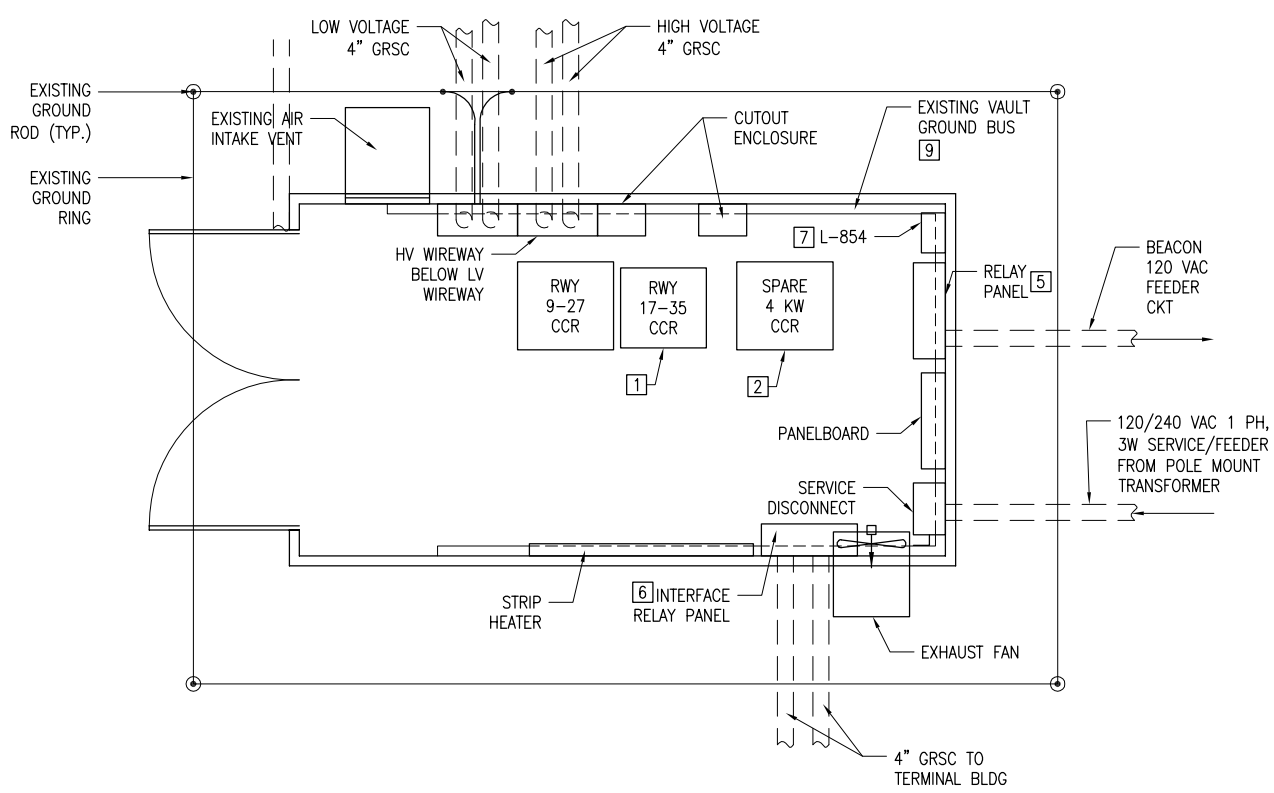 LOW VOLTAGE
4" GRSC
HIGH VOLTAGE
4" GRSC
EXISTING
GROUND
ROD (TYP.)
EXISTING AIR
INTAKE VENT
CUTOUT
ENCLOSURE
EXISTING VAULT
GROUND BUS
9
EXISTING
GROUND
RING
HV WIREWAY
BELOW LV
WIREWAY
7 L-854
RELAY
PANEL 5
BEACON
120 VAC
FEEDER
CKT
RWY
9-27
CCR
RWY
17-35
CCR
SPARE
4 KW
CCR
1
2
PANELBOARD
120/240 VAC 1 PH,
3W SERVICE/FEEDER
FROM POLE MOUNT
TRANSFORMER
SERVICE
DISCONNECT
STRIP
HEATER
6 INTERFACE
RELAY PANEL
EXHAUST FAN
4" GRSC TO
TERMINAL BLDG